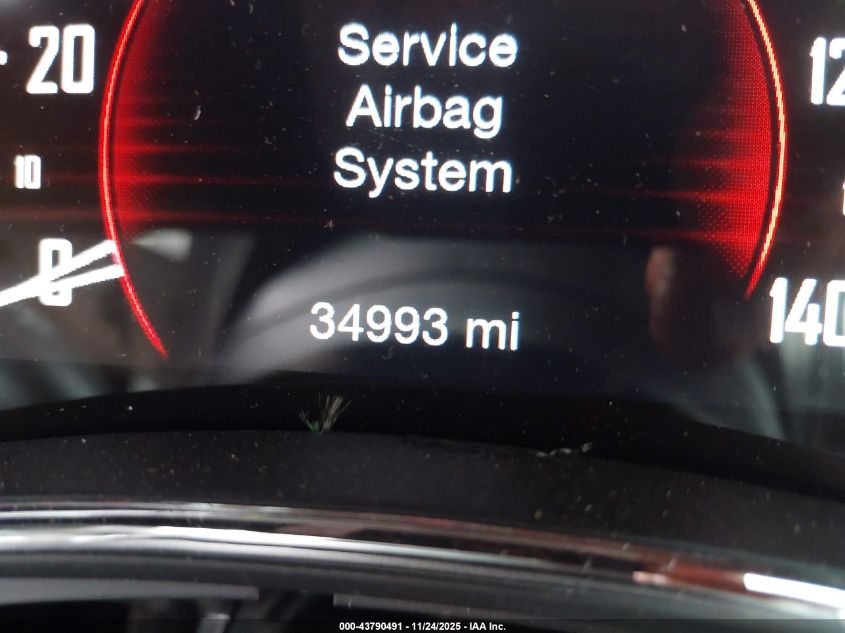 20
Service
12
Airbag
System
10
0
34993 mi
140
000-43790491 - 11/24/2025 - IAA Inc.